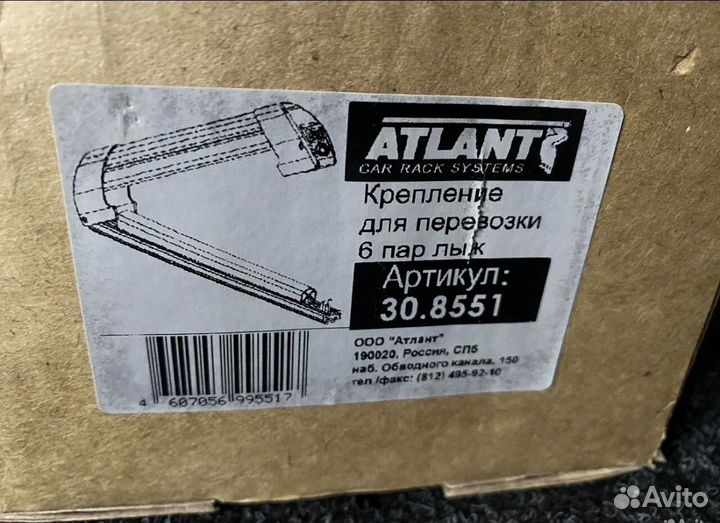 ATLANT
CAR RACK SYSTEMS
Крепление
для перевозки
6 пар лыж
Артикул:
30.8551
ООО "Атлант"
190020, Россия, СПб
наб. Обводного канала, 150
тел /факс: (812) 495-92-10
4 607056 995517
Avito